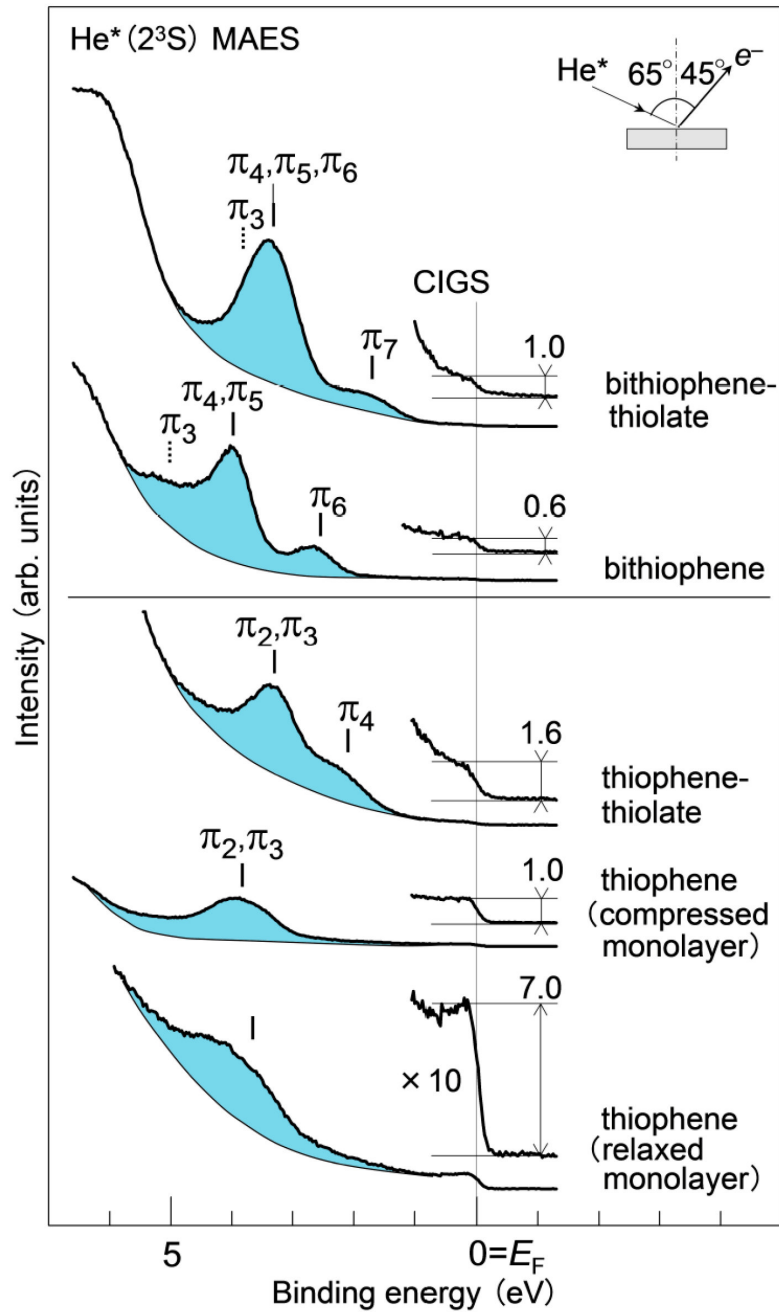 He*(2³S) MAES
He* 65° 45° e⁻
π₄,π₅,π₆
π₃
CIGS
π₇
1.0
bithiophene-
thiolate
π₄,π₅
π₃
π₆
0.6
bithiophene
π₂,π₃
π₄
1.6
thiophene-
thiolate
π₂,π₃
1.0
thiophene
(compressed
monolayer)
7.0
× 10
thiophene
(relaxed
monolayer)
Intensity (arb. units)
5 0=E_F
Binding energy (eV)